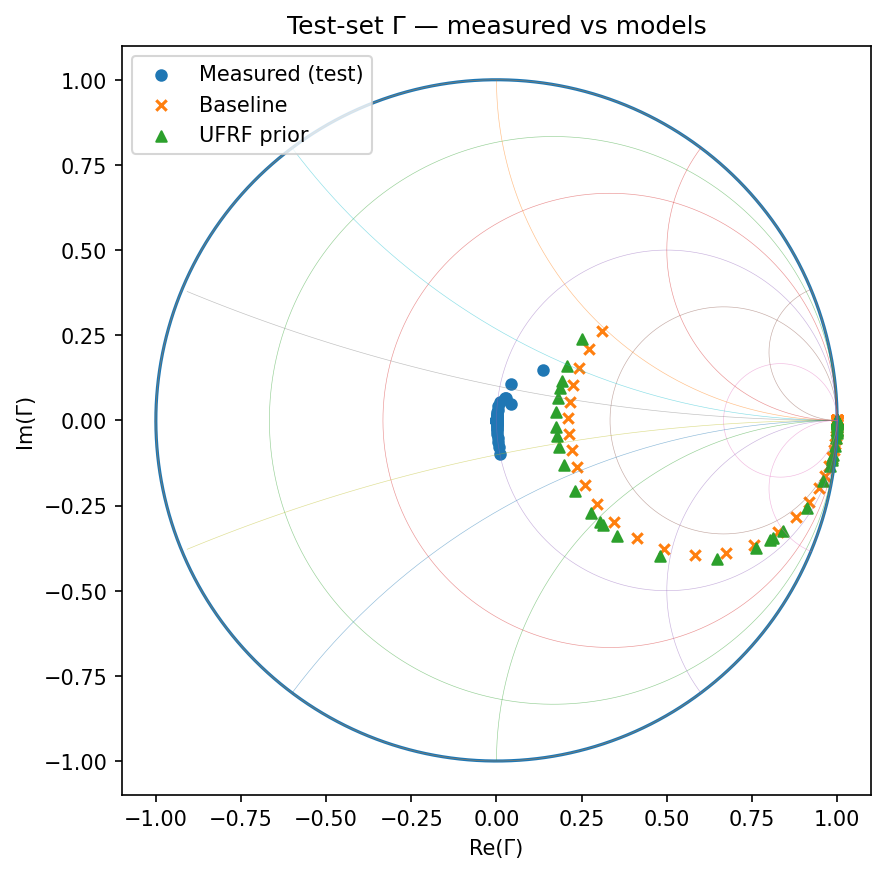 Test-set Γ — measured vs models
Measured (test)
Baseline
UFRF prior
1.00
0.75
0.50
0.25
0.00
−0.25
−0.50
−0.75
−1.00
Im(Γ)
−1.00 −0.75 −0.50 −0.25 0.00 0.25 0.50 0.75 1.00
Re(Γ)